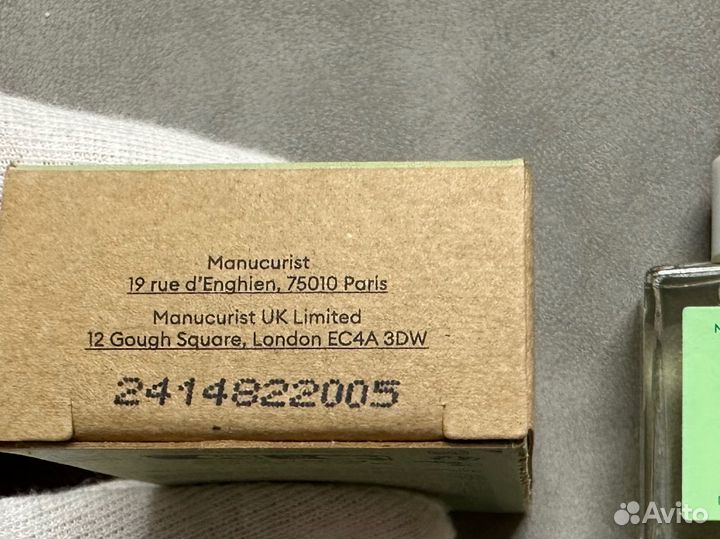 Manucurist
19 rue d'Enghien, 75010 Paris
Manucurist UK Limited
12 Gough Square, London EC4A 3DW
2414822005
Avito